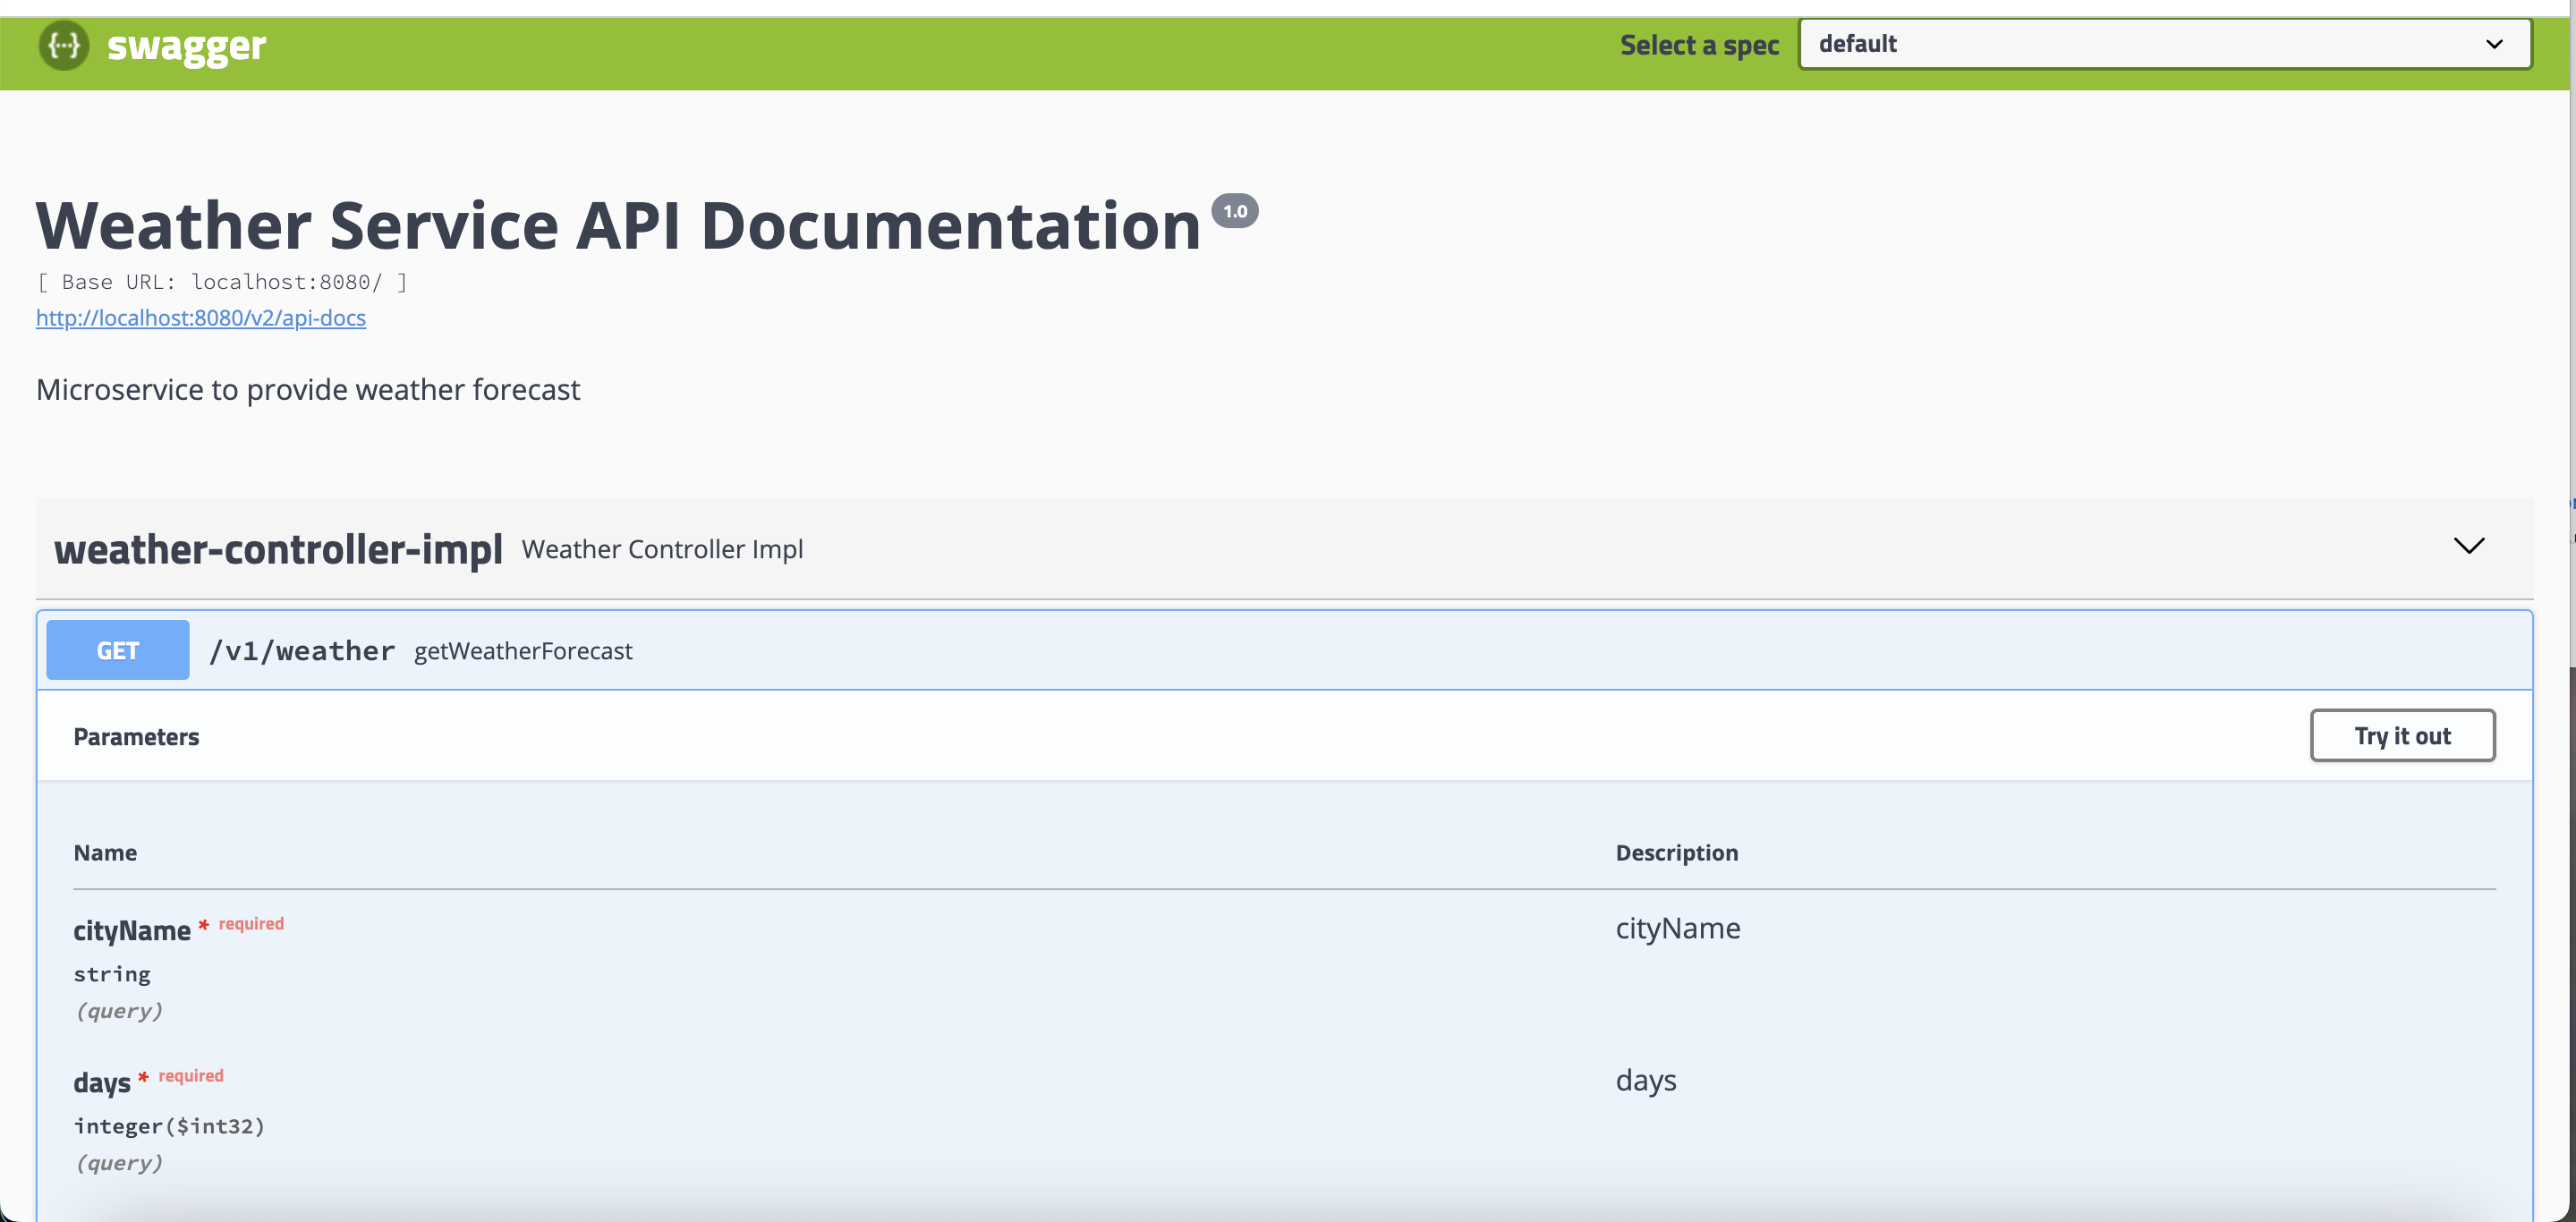 {···} swagger
Select a spec default
Weather Service API Documentation 1.0
[ Base URL: localhost:8080/ ]
http://localhost:8080/v2/api-docs
Microservice to provide weather forecast
weather-controller-impl Weather Controller Impl
GET /v1/weather getWeatherForecast
Parameters Try it out
Name Description
cityName * required cityName
string
(query)
days * required days
integer($int32)
(query)